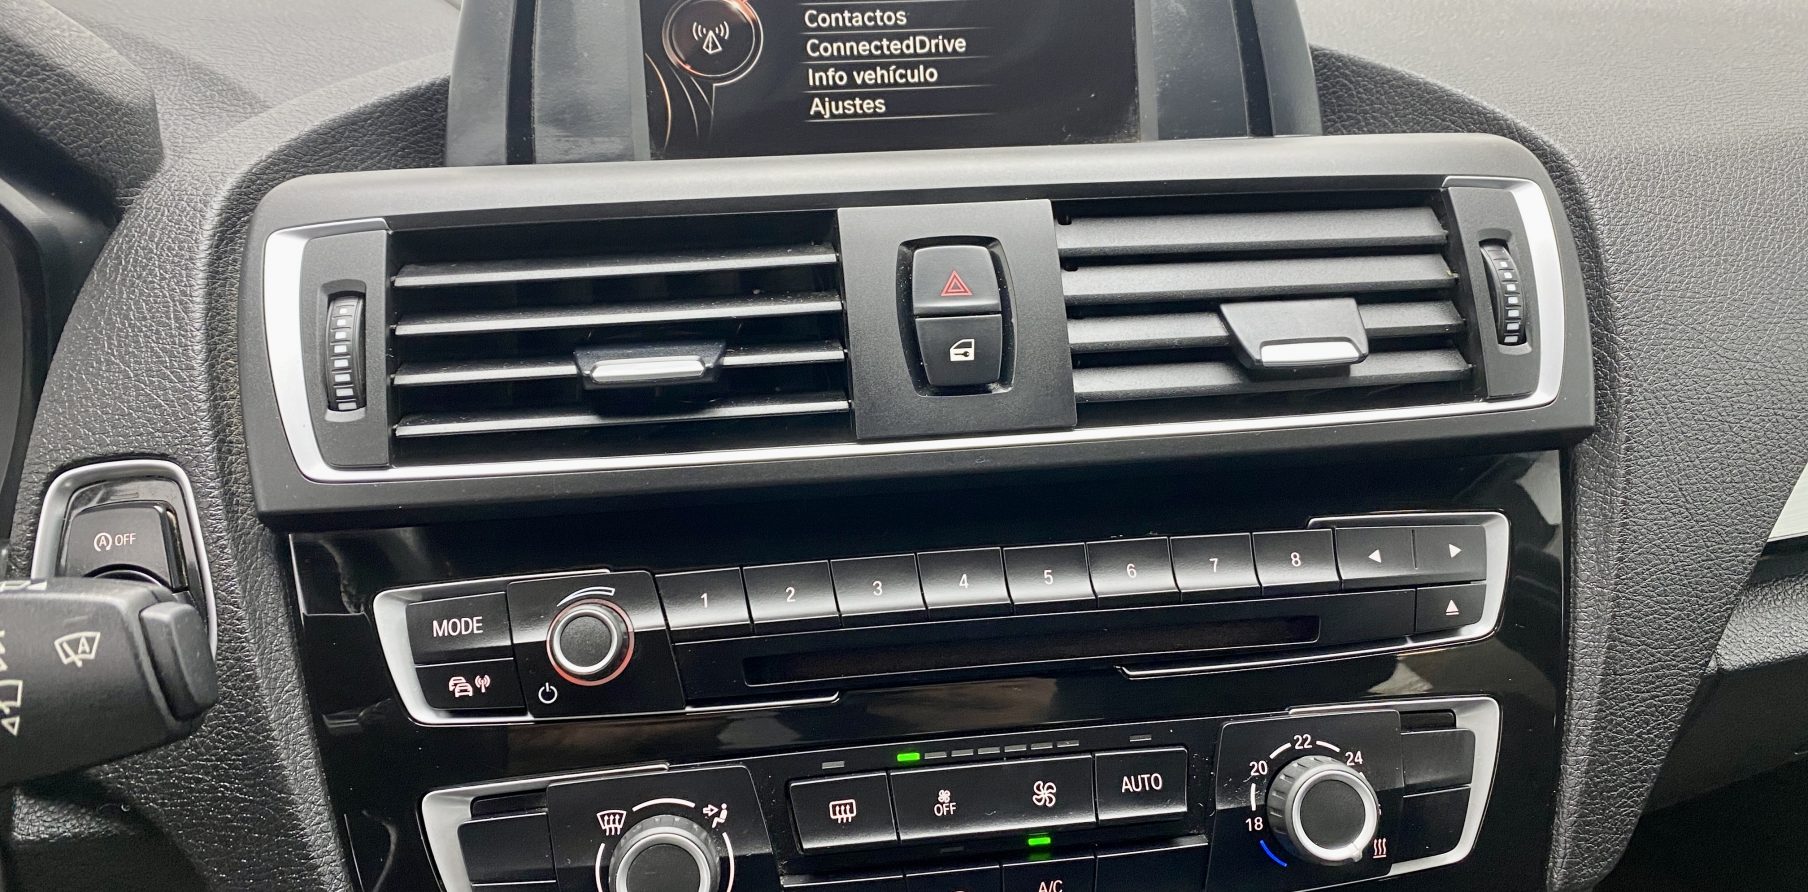 Contactos
ConnectedDrive
Info vehículo
Ajustes
A OFF
A
MODE
1 2 3 4 5 6 7 8
OFF
AUTO
18 20 22 24
A/C